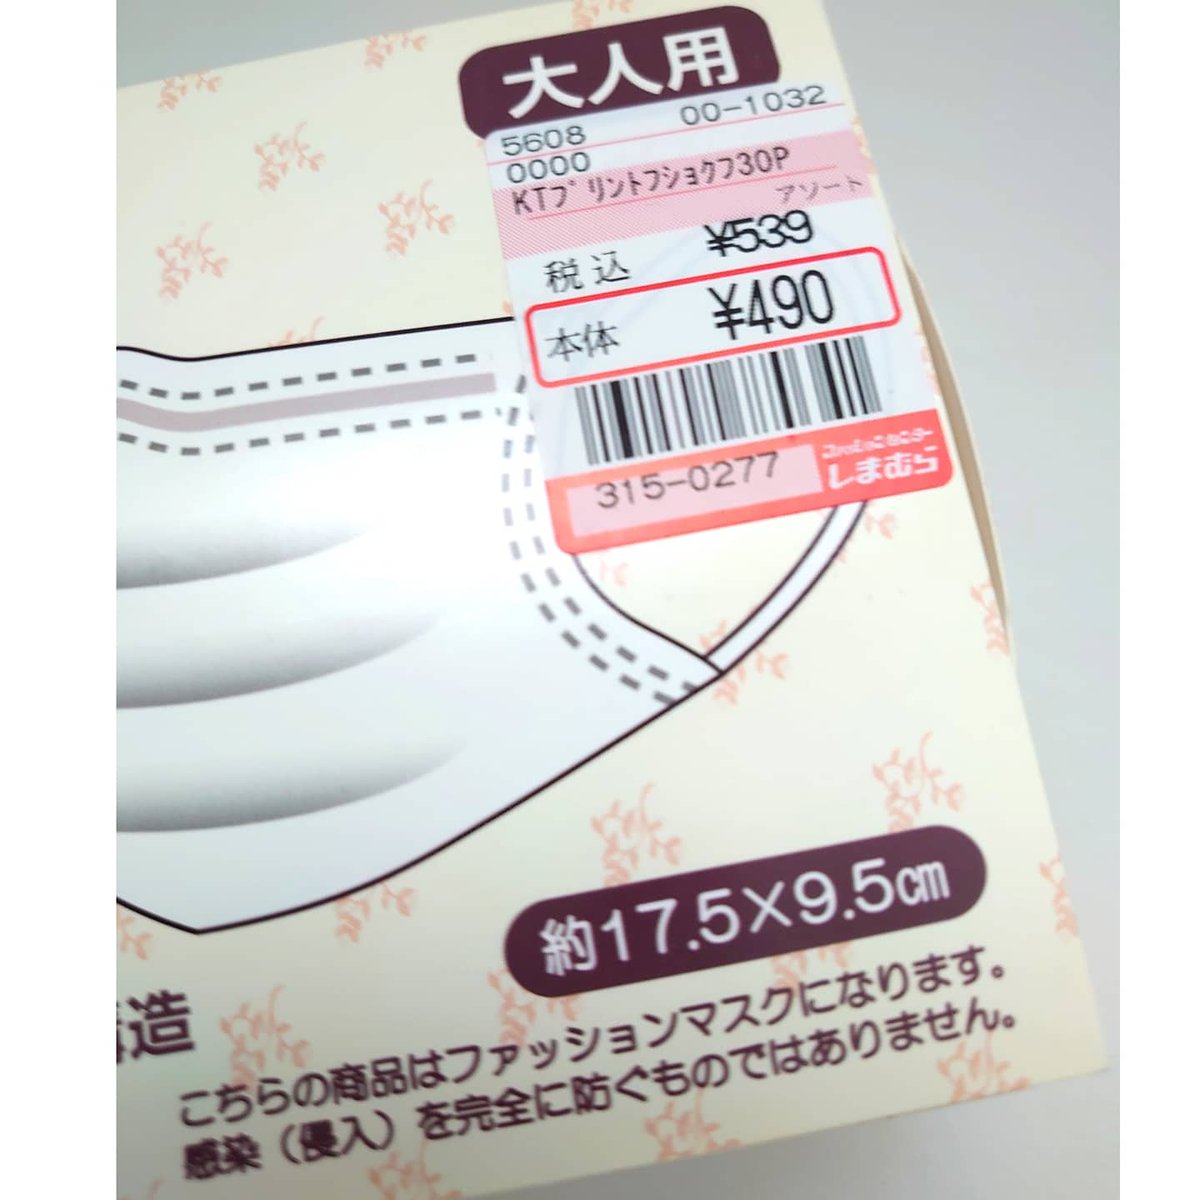 大人用
5608 00-1032
0000
KTプリントフショクフ30P
アソート
税込 ¥539
本体 ¥490
315-0277
ファッションセンター
しまむら
約17.5×9.5㎝
造
こちらの商品はファッションマスクになります。
感染（侵入）を完全に防ぐものではありません。